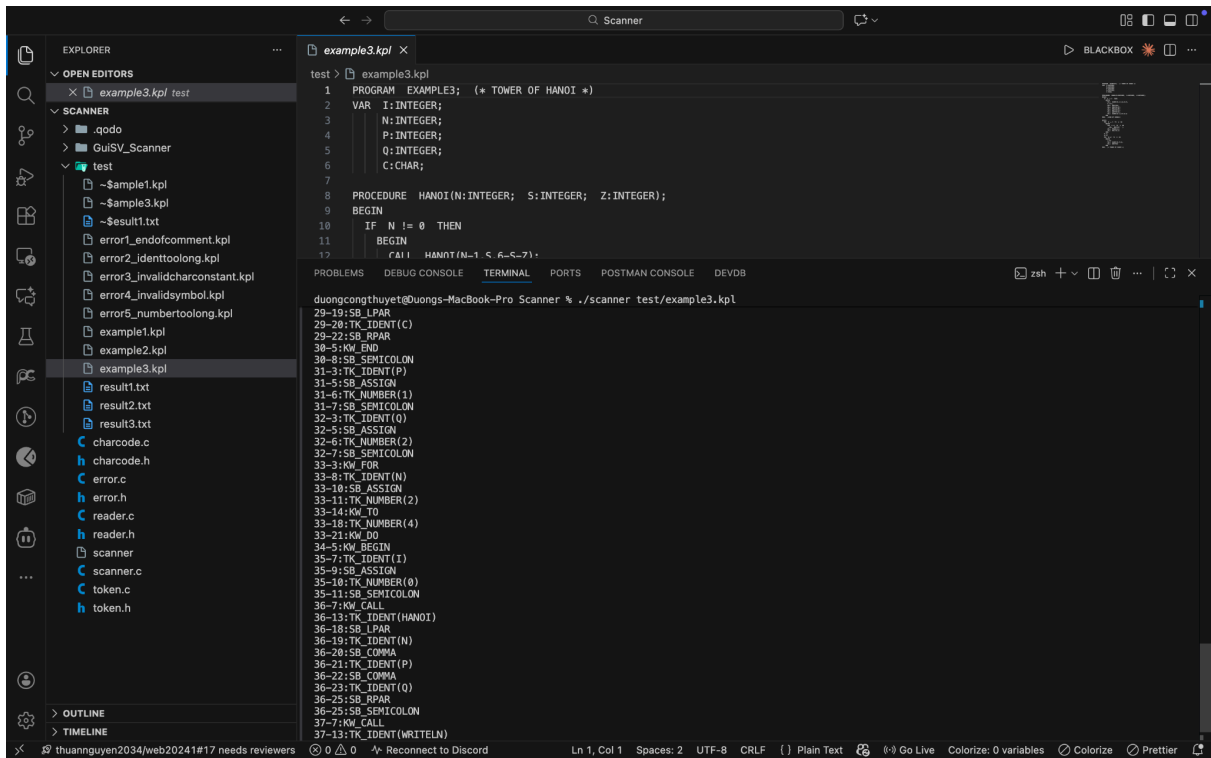 Scanner
EXPLORER
OPEN EDITORS
example3.kpl test
SCANNER
.qodo
GuiSV_Scanner
test
~$ample1.kpl
~$ample3.kpl
~$esult1.txt
error1_endofcomment.kpl
error2_identtoolong.kpl
error3_invalidcharconstant.kpl
error4_invalidsymbol.kpl
error5_numbertoolong.kpl
example1.kpl
example2.kpl
example3.kpl
result1.txt
result2.txt
result3.txt
C charcode.c
h charcode.h
C error.c
h error.h
C reader.c
h reader.h
scanner
C scanner.c
C token.c
h token.h
OUTLINE
TIMELINE
example3.kpl
BLACKBOX
test > example3.kpl
1 PROGRAM EXAMPLE3; (* TOWER OF HANOI *)
2 VAR I:INTEGER;
3 N:INTEGER;
4 P:INTEGER;
5 Q:INTEGER;
6 C:CHAR;
7
8 PROCEDURE HANOI(N:INTEGER; S:INTEGER; Z:INTEGER);
9 BEGIN
10 IF N != 0 THEN
11 BEGIN
12 CALL HANOI(N-1,S,6-S-Z);
PROBLEMS DEBUG CONSOLE TERMINAL PORTS POSTMAN CONSOLE DEVDB
zsh
duongcongthuyet@Duongs-MacBook-Pro Scanner % ./scanner test/example3.kpl
29-19:SB_LPAR
29-20:TK_IDENT(C)
29-22:SB_RPAR
30-5:KW_END
30-8:SB_SEMICOLON
31-3:TK_IDENT(P)
31-5:SB_ASSIGN
31-6:TK_NUMBER(1)
31-7:SB_SEMICOLON
32-3:TK_IDENT(Q)
32-5:SB_ASSIGN
32-6:TK_NUMBER(2)
32-7:SB_SEMICOLON
33-3:KW_FOR
33-8:TK_IDENT(N)
33-10:SB_ASSIGN
33-11:TK_NUMBER(2)
33-14:KW_TO
33-18:TK_NUMBER(4)
33-21:KW_DO
34-5:KW_BEGIN
35-7:TK_IDENT(I)
35-9:SB_ASSIGN
35-10:TK_NUMBER(0)
35-11:SB_SEMICOLON
36-7:KW_CALL
36-13:TK_IDENT(HANOI)
36-18:SB_LPAR
36-19:TK_IDENT(N)
36-20:SB_COMMA
36-21:TK_IDENT(P)
36-22:SB_COMMA
36-23:TK_IDENT(Q)
36-25:SB_RPAR
36-25:SB_SEMICOLON
37-7:KW_CALL
37-13:TK_IDENT(WRITELN)
thuannguyen2034/web20241#17 needs reviewers 0 0 Reconnect to Discord Ln 1, Col 1 Spaces: 2 UTF-8 CRLF {} Plain Text Go Live Colorize: 0 variables Colorize Prettier